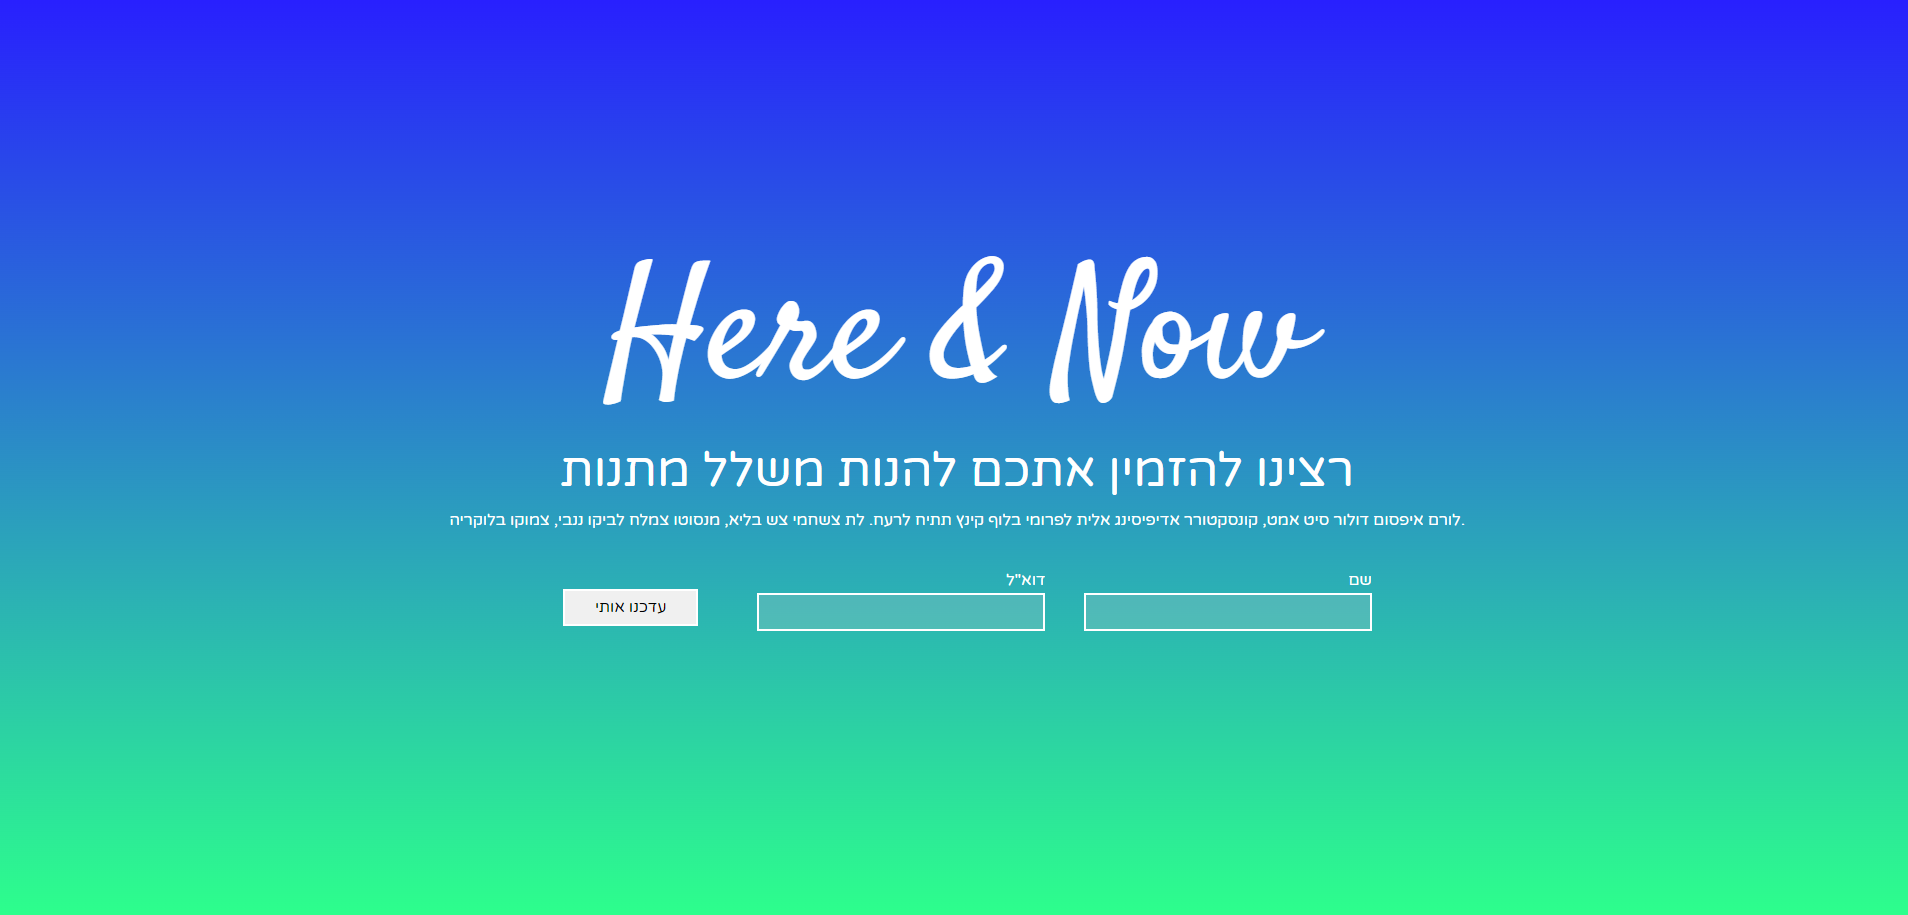 Here & Now
רצינו להזמין אתכם להנות משלל מתנות
לורם איפסום דולור סיט אמט, קונסקטורר אדיפיסינג אלית לפרומי בלוף קינץ תתיח לרעח. לת צשחמי צש בליא, מנסוטו צמלח לביקו ננבי, צמוקו בלוקריה.
שם
דוא"ל
עדכנו אותי